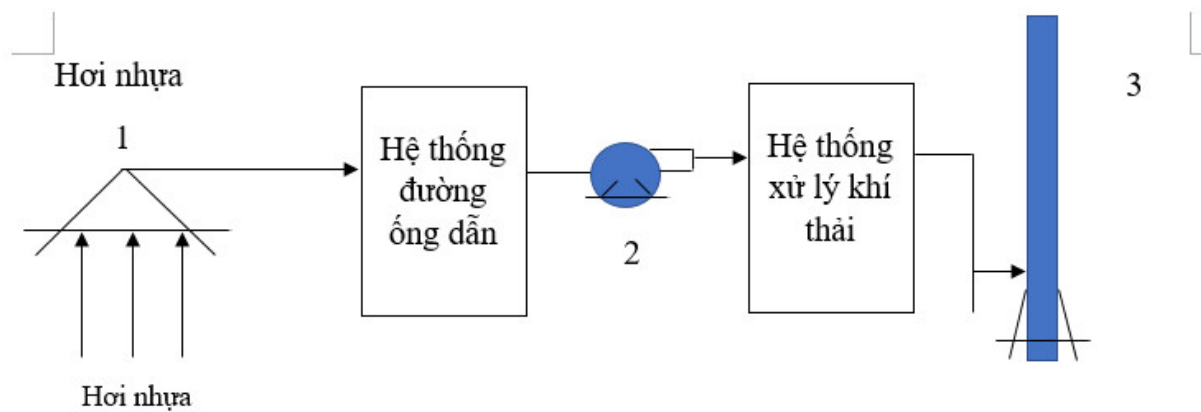 Hơi nhựa
1
Hệ thống
đường
ống dẫn
2
Hệ thống
xử lý khí
thải
3
Hơi nhựa